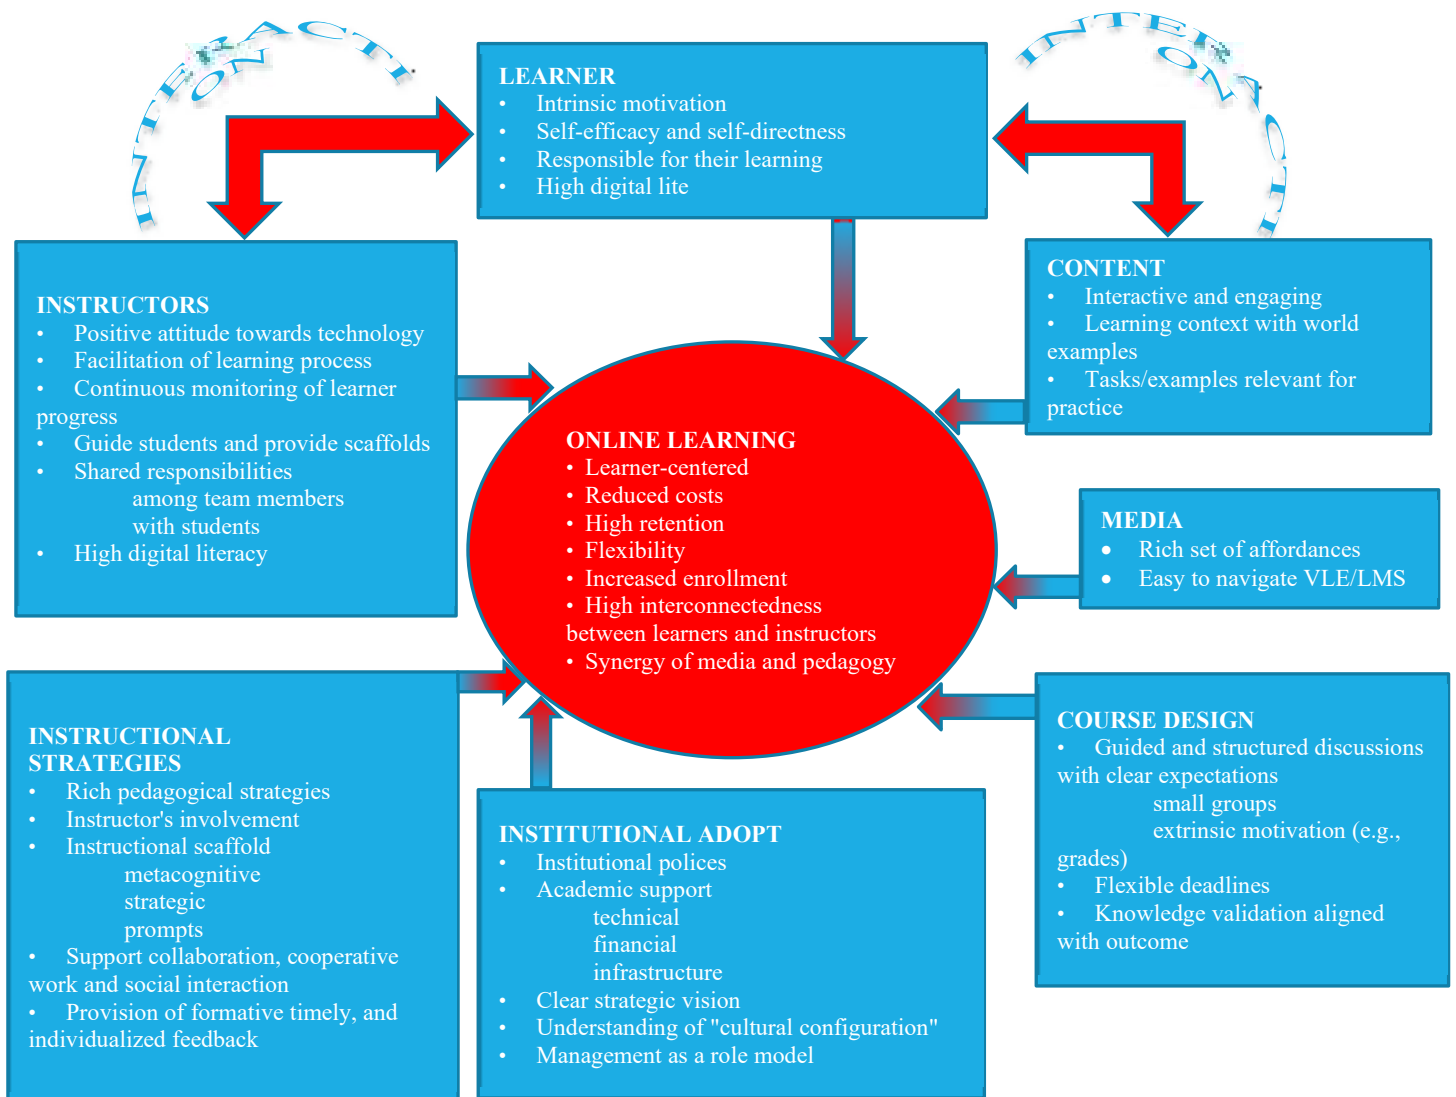 INTERACTION
INTERACTION
LEARNER
• Intrinsic motivation
• Self-efficacy and self-directness
• Responsible for their learning
• High digital lite
INSTRUCTORS
• Positive attitude towards technology
• Facilitation of learning process
• Continuous monitoring of learner
progress
• Guide students and provide scaffolds
• Shared responsibilities
among team members
with students
• High digital literacy
CONTENT
• Interactive and engaging
• Learning context with world
examples
• Tasks/examples relevant for
practice
ONLINE LEARNING
• Learner-centered
• Reduced costs
• High retention
• Flexibility
• Increased enrollment
• High interconnectedness
between learners and instructors
• Synergy of media and pedagogy
MEDIA
• Rich set of affordances
• Easy to navigate VLE/LMS
INSTRUCTIONAL
STRATEGIES
• Rich pedagogical strategies
• Instructor's involvement
• Instructional scaffold
metacognitive
strategic
prompts
• Support collaboration, cooperative
work and social interaction
• Provision of formative timely, and
individualized feedback
INSTITUTIONAL ADOPT
• Institutional polices
• Academic support
technical
financial
infrastructure
• Clear strategic vision
• Understanding of "cultural configuration"
• Management as a role model
COURSE DESIGN
• Guided and structured discussions
with clear expectations
small groups
extrinsic motivation (e.g.,
grades)
• Flexible deadlines
• Knowledge validation aligned
with outcome